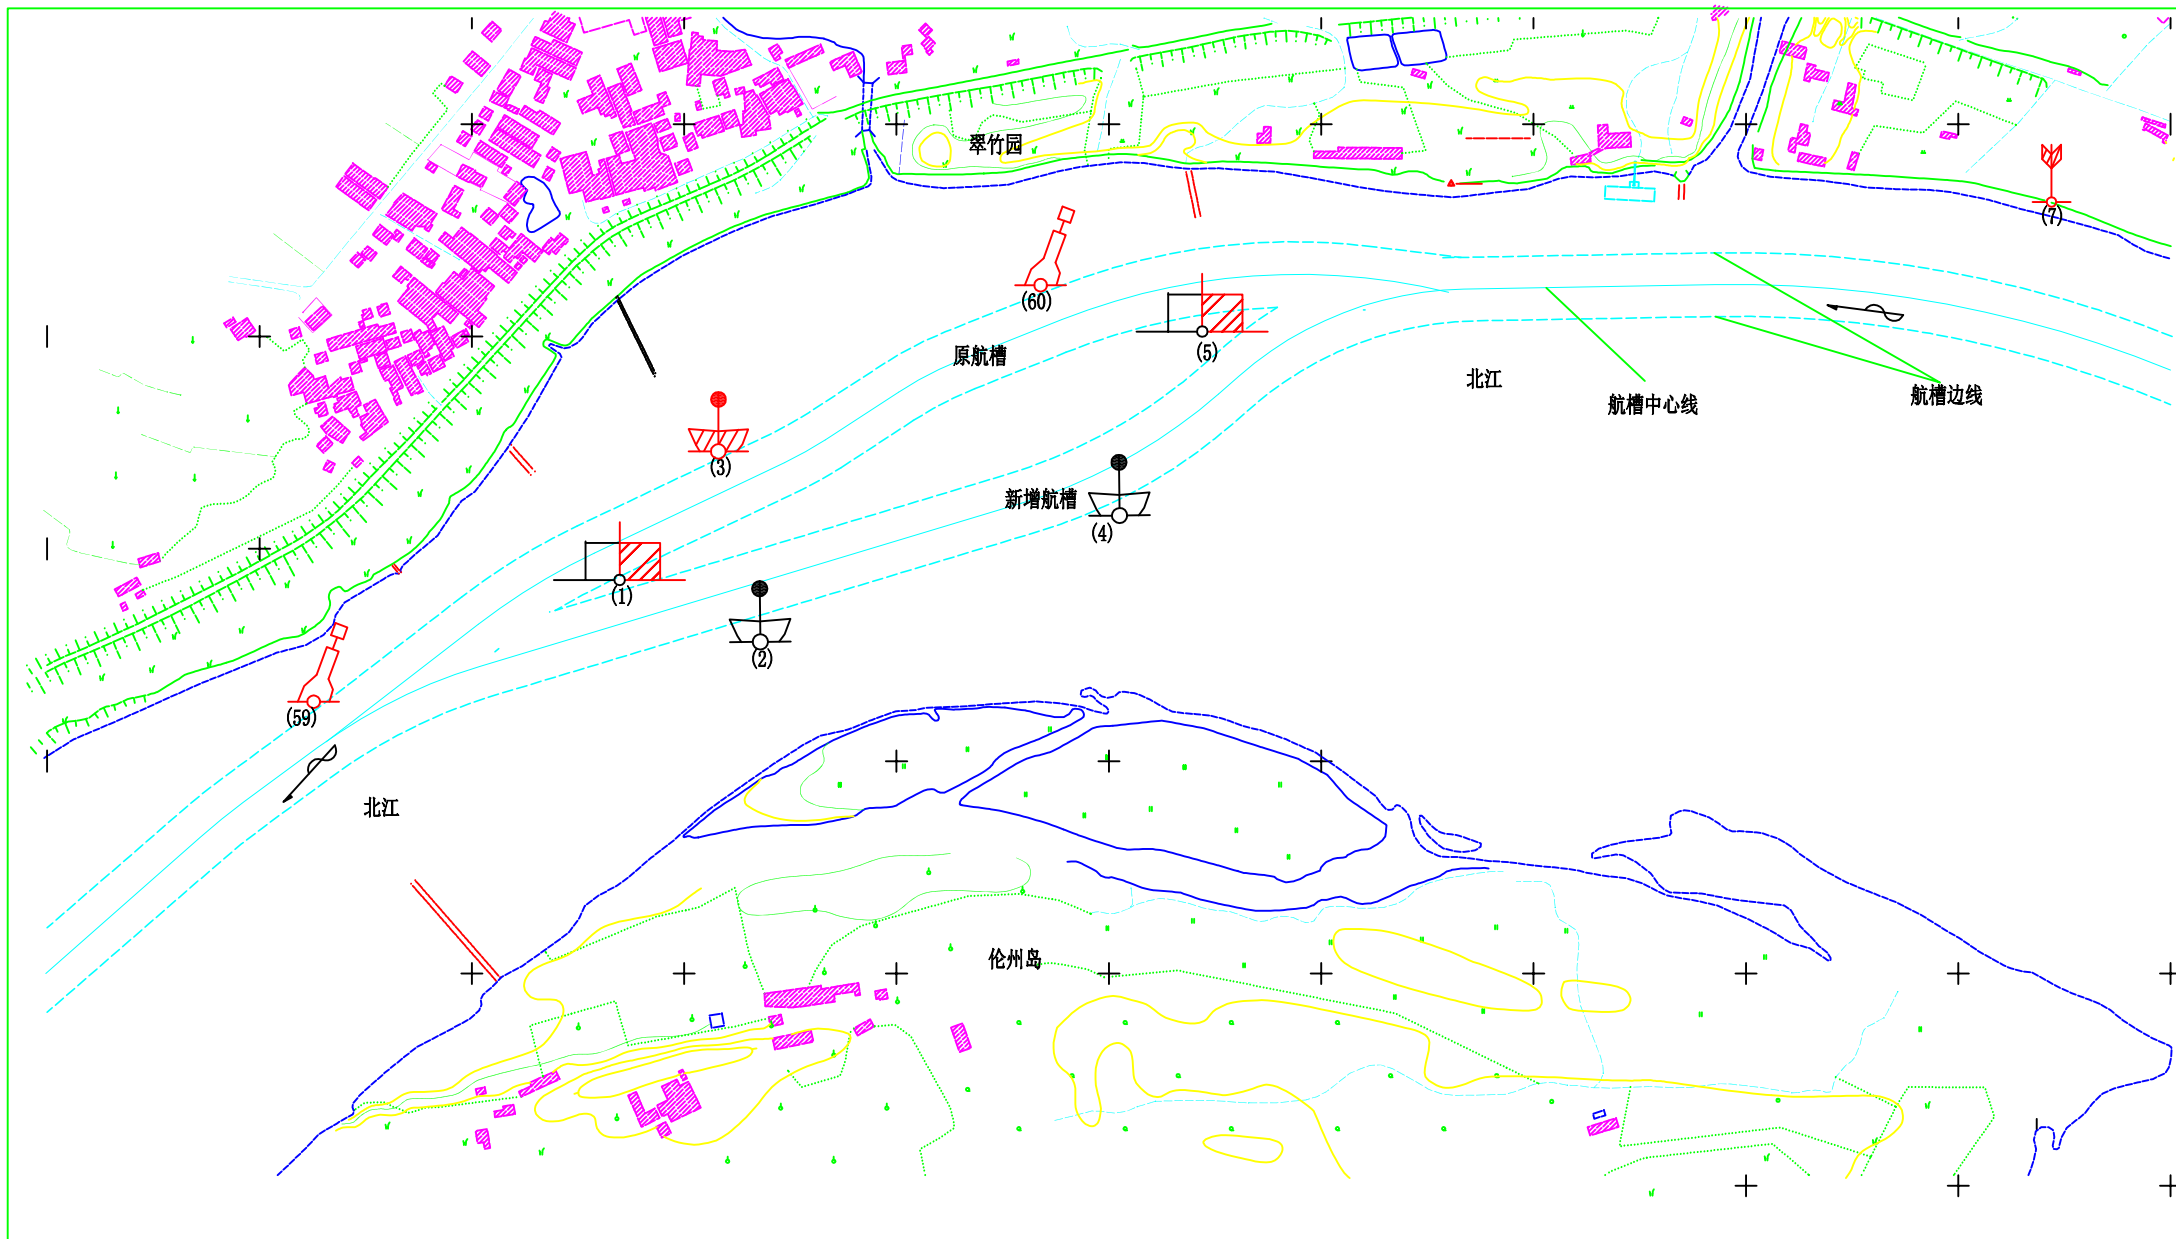 翠竹园
(7)
(60)
(5)
原航槽
北江
航槽中心线
航槽边线
(3)
新增航槽
(4)
(1)
(2)
(59)
北江
伦州岛